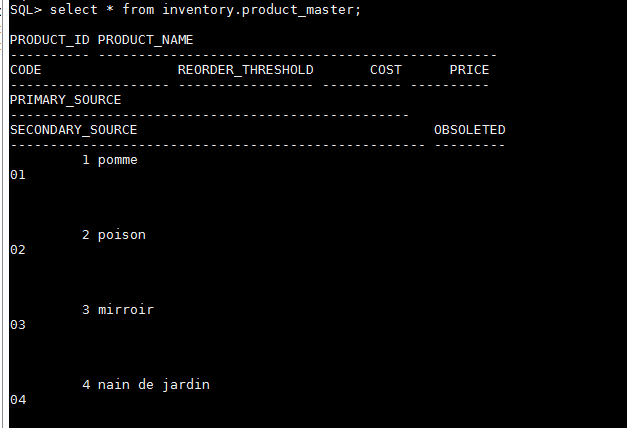 SQL> select * from inventory.product_master;
PRODUCT_ID PRODUCT_NAME
---------- --------------------------------------------------
CODE REORDER_THRESHOLD COST PRICE
-------------------- ----------------- ---------- ----------
PRIMARY_SOURCE
--------------------------------------------------
SECONDARY_SOURCE OBSOLETED
---------------------------------------------------- ---------
1 pomme
01
2 poison
02
3 mirroir
03
4 nain de jardin
04